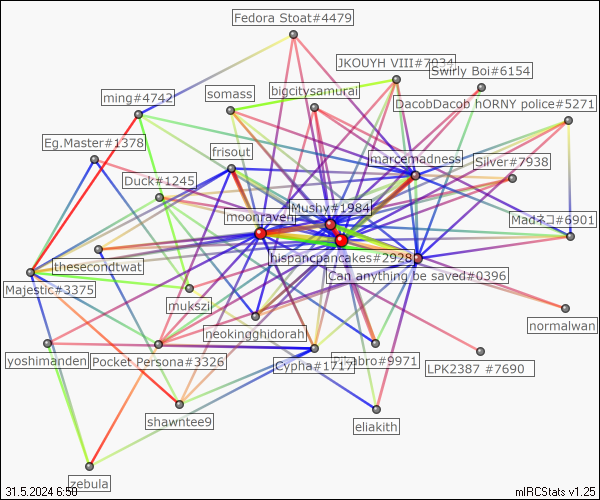 Fedora Stoat#4479
JKOUYH VIII#7934
Swirly Boi#6154
ming#4742
somass
bigcitysamurai
DacobDacob hORNY police#5271
Eg.Master#1378
frisout
marcemadness
Silver#7938
Duck#1245
Mushy#1984
moonraven
Madネコ#6901
hispancpancakes#2928
thesecondtwat
Can anything be saved#0396
Majestic#3375
mukszi
neokingghidorah
normalwan
yoshimanden
Pocket Persona#3326
Cypha#1717
#9971
LPK2387 #7690
shawntee9
eliakith
zebula
31.5.2024 6:50
mIRCStats v1.25